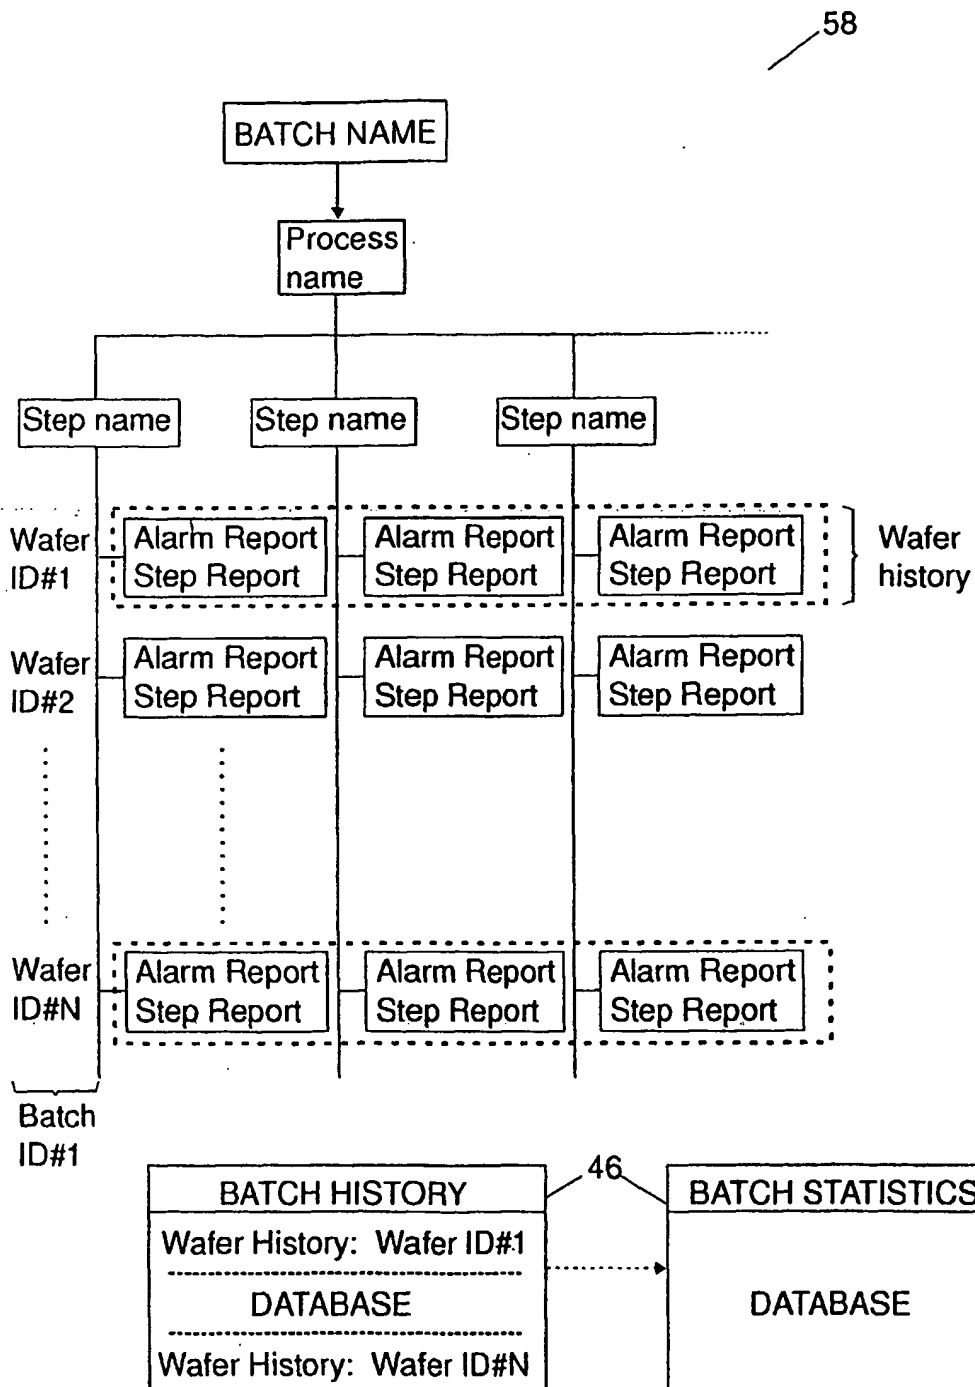 58
BATCH NAME
Process
name
Step name Step name Step name
Wafer
ID#1
Alarm Report
Step Report
Alarm Report
Step Report
Alarm Report
Step Report
Wafer
history
Wafer
ID#2
Alarm Report
Step Report
Alarm Report
Step Report
Alarm Report
Step Report
Wafer
ID#N
Alarm Report
Step Report
Alarm Report
Step Report
Alarm Report
Step Report
Batch
ID#1
46
BATCH HISTORY
Wafer History: Wafer ID#1
DATABASE
Wafer History: Wafer ID#N
BATCH STATISTICS
DATABASE